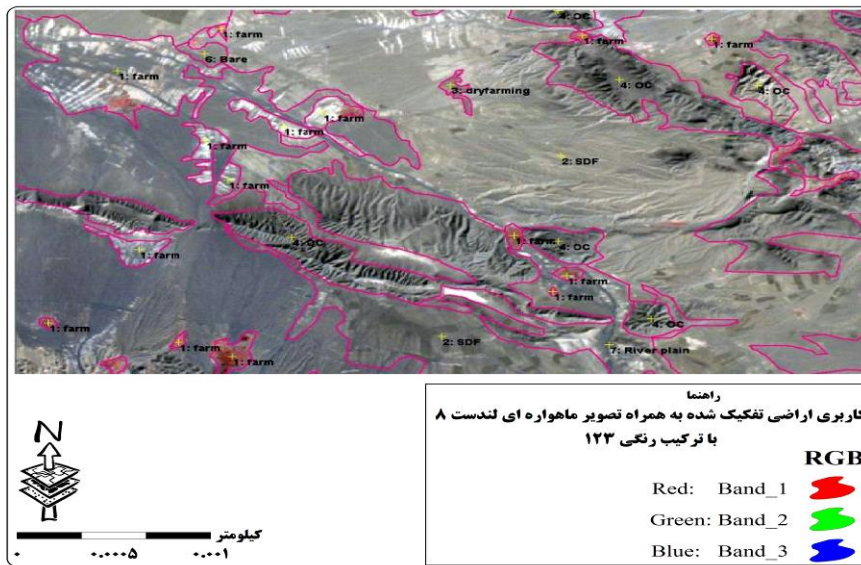 4: OC
1: farm
1: farm
1: farm
6: Bare
1: farm
4: OC
4: OC
3: dryfarming
1: farm
1: farm
1: farm
2: SDF
1: farm
4: OC
1: farm
4: OC
1: farm
1: farm
1: farm
1: farm
4: OC
1: farm
2: SDF
7: River plain
1: farm
راهنما
کاربری اراضی تفکیک شده به همراه تصویر ماهواره ای لندست ۸
با ترکیب رنگی ۱۲۳
RGB
Red: Band_1
Green: Band_2
Blue: Band_3
N
کیلومتر
۰ ۰.۰۰۰۵ ۰.۰۰۱